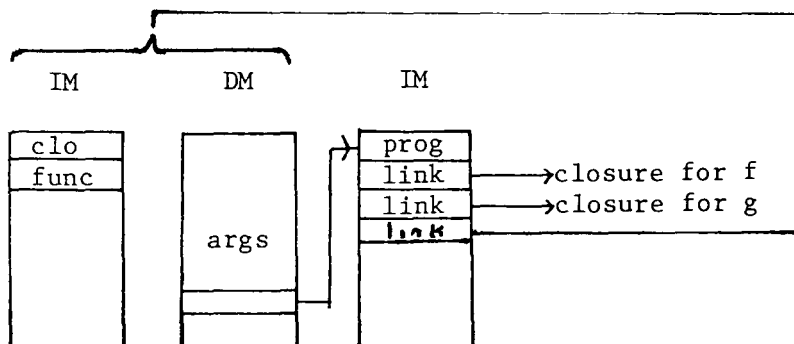 IM DM IM
clo prog
func link closure for f
link closure for g
args link